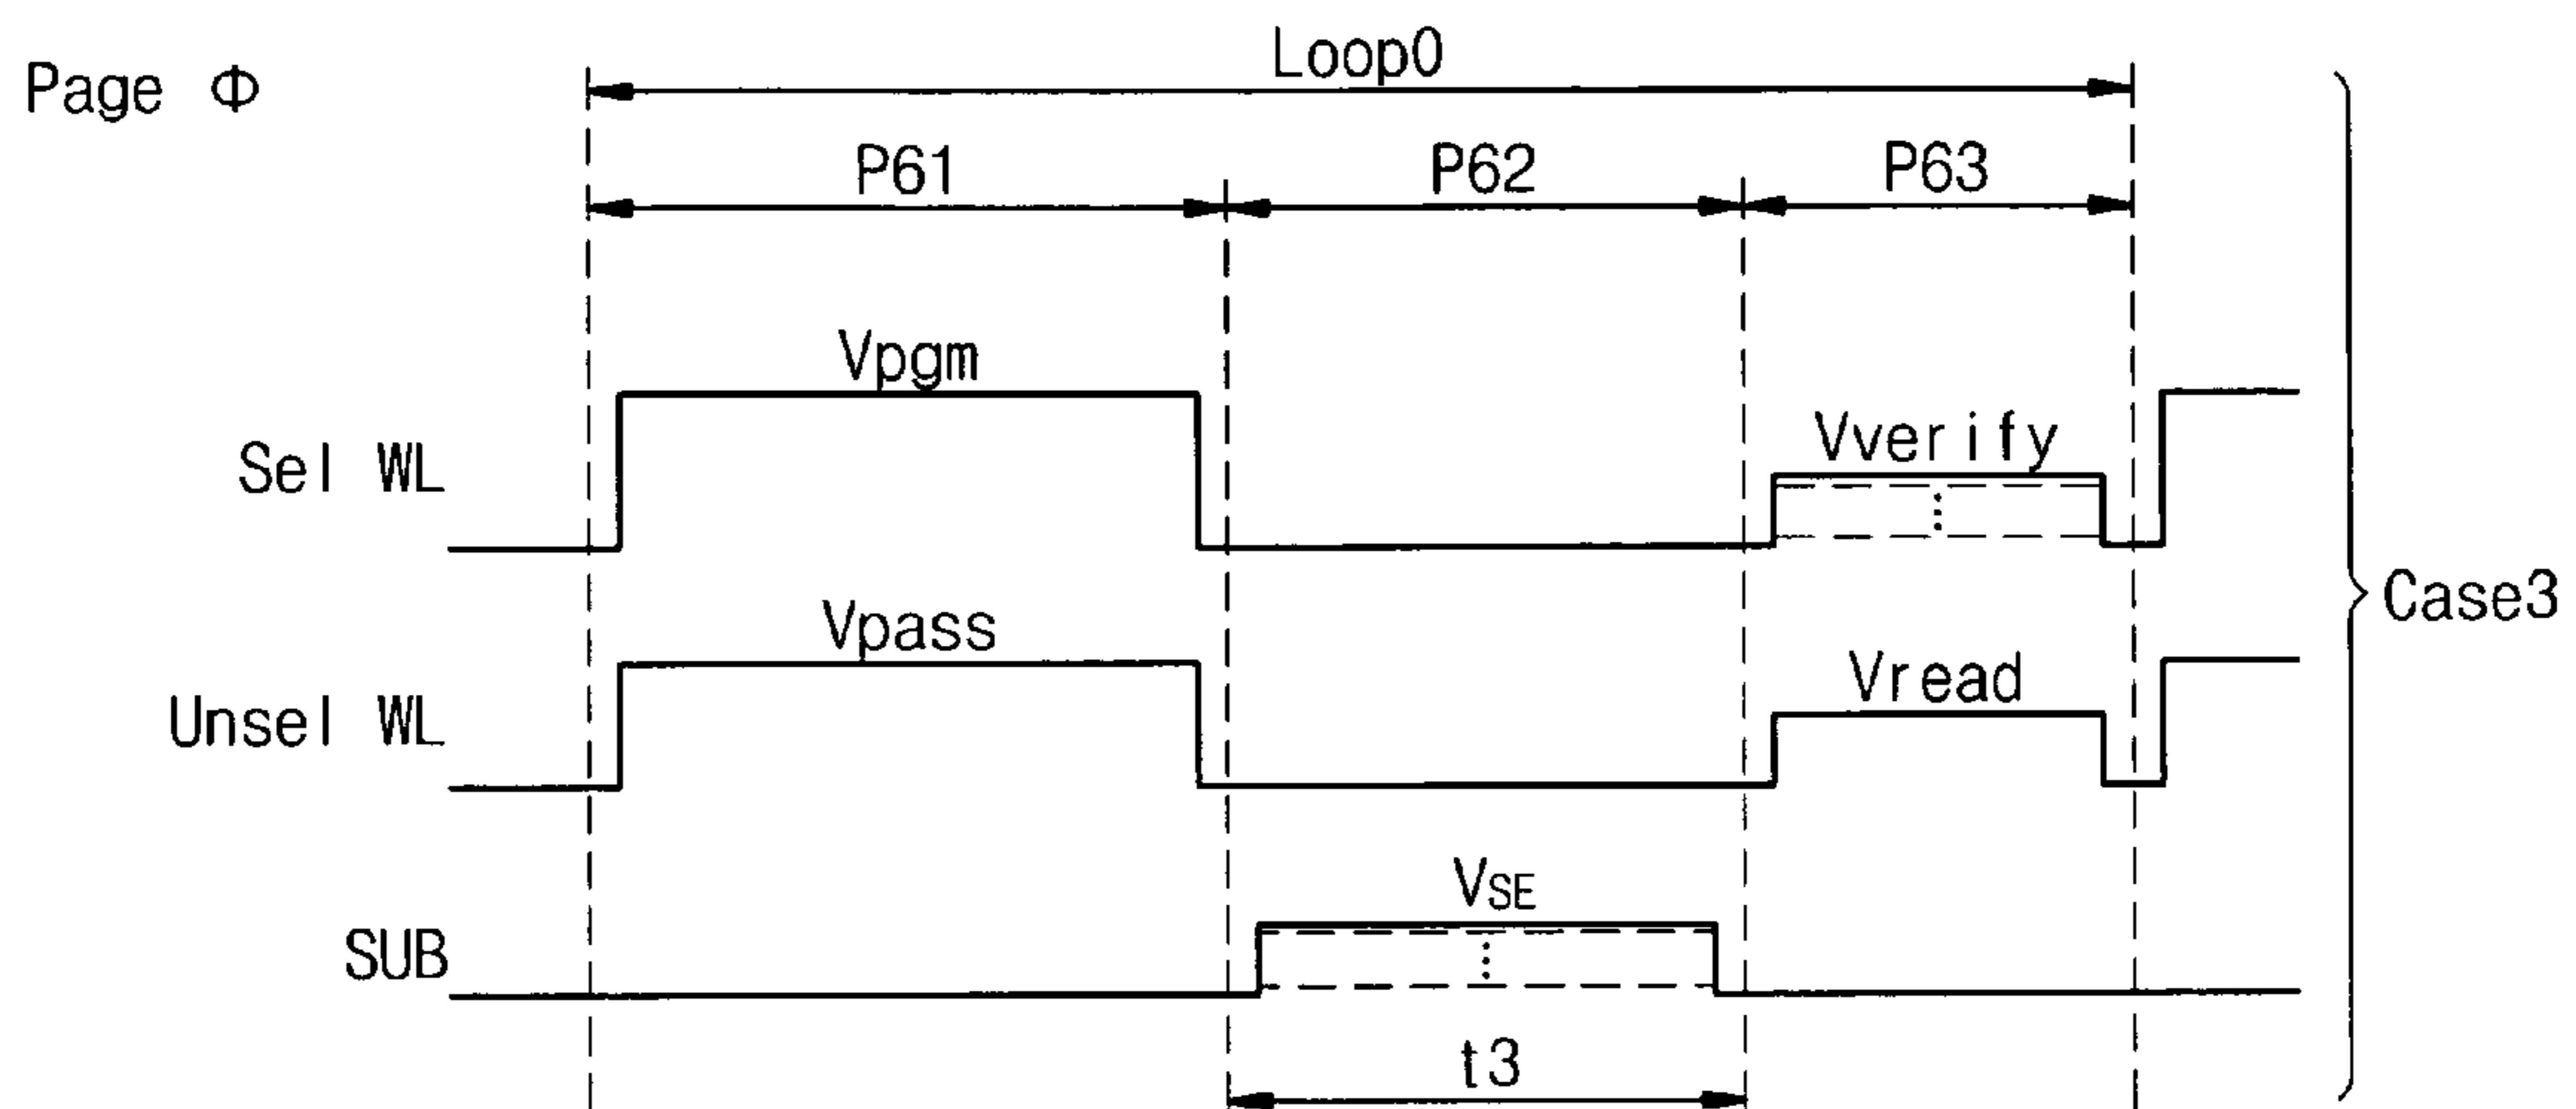 Loop0
Page Φ
P61 P62 P63
Vpgm
Vverify
Sel WL
Case3
Vpass
Vread
Unsel WL
VSE
SUB
t3